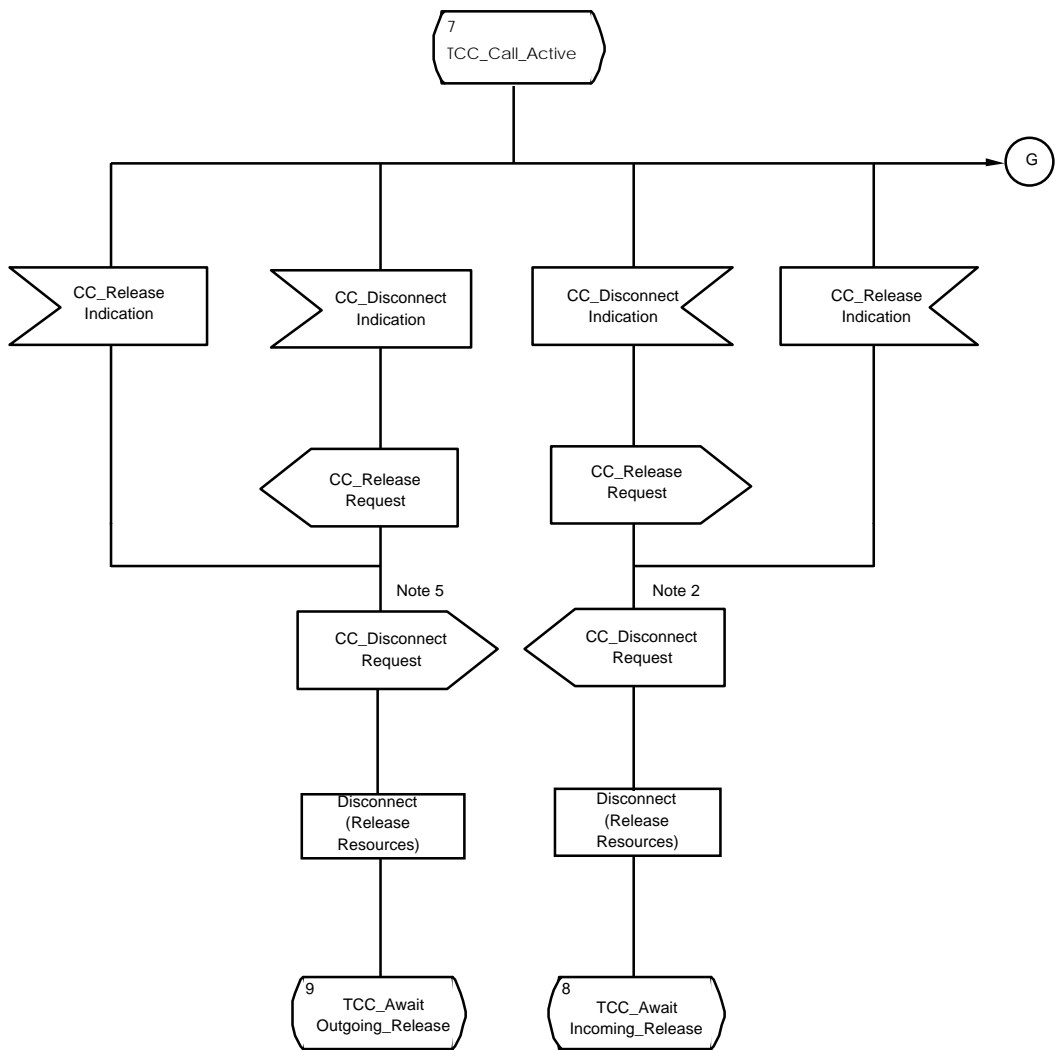 7
TCC_Call_Active
G
CC_Release
Indication
CC_Disconnect
Indication
CC_Disconnect
Indication
CC_Release
Indication
CC_Release
Request
CC_Release
Request
Note 5
Note 2
CC_Disconnect
Request
CC_Disconnect
Request
Disconnect
(Release
Resources)
Disconnect
(Release
Resources)
9
TCC_Await
Outgoing_Release
8
TCC_Await
Incoming_Release